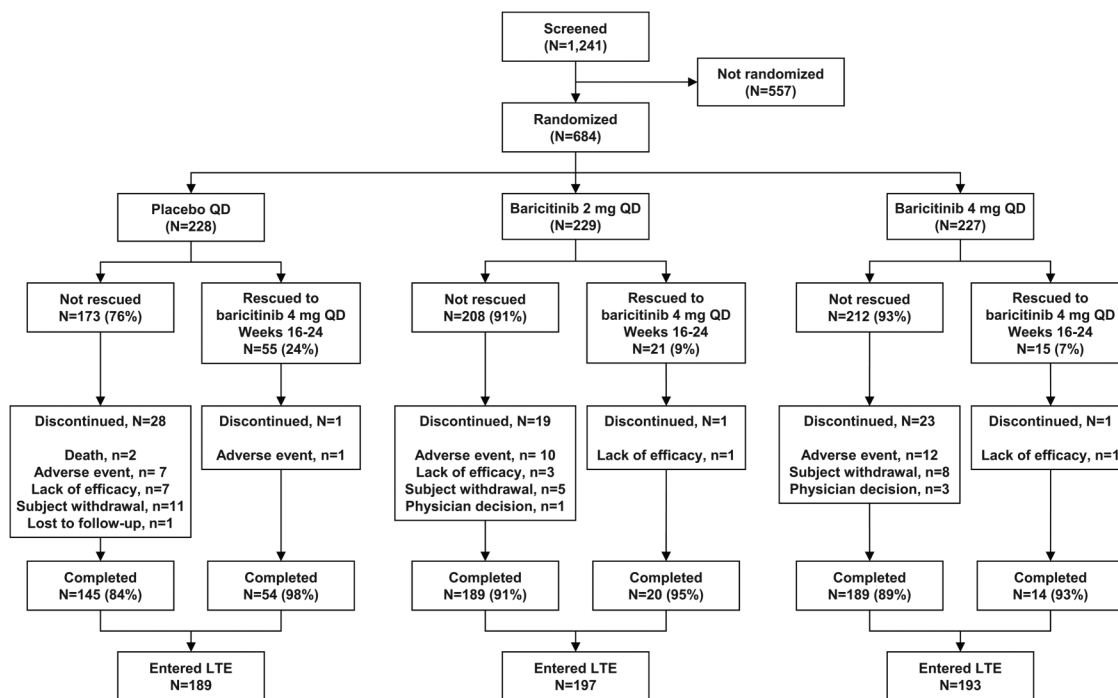 Screened
(N=1,241)
Not randomized
(N=557)
Randomized
(N=684)
Placebo QD
(N=228)
Baricitinib 2 mg QD
(N=229)
Baricitinib 4 mg QD
(N=227)
Not rescued
N=173 (76%)
Rescued to
baricitinib 4 mg QD
Weeks 16-24
N=55 (24%)
Not rescued
N=208 (91%)
Rescued to
baricitinib 4 mg QD
Weeks 16-24
N=21 (9%)
Not rescued
N=212 (93%)
Rescued to
baricitinib 4 mg QD
Weeks 16-24
N=15 (7%)
Discontinued, N=28
Death, n=2
Adverse event, n= 7
Lack of efficacy, n=7
Subject withdrawal, n=11
Lost to follow-up, n=1
Discontinued, N=1
Adverse event, n=1
Discontinued, N=19
Adverse event, n= 10
Lack of efficacy, n=3
Subject withdrawal, n=5
Physician decision, n=1
Discontinued, N=1
Lack of efficacy, n=1
Discontinued, N=23
Adverse event, n=12
Subject withdrawal, n=8
Physician decision, n=3
Discontinued, N=1
Lack of efficacy, n=1
Completed
N=145 (84%)
Completed
N=54 (98%)
Completed
N=189 (91%)
Completed
N=20 (95%)
Completed
N=189 (89%)
Completed
N=14 (93%)
Entered LTE
N=189
Entered LTE
N=197
Entered LTE
N=193